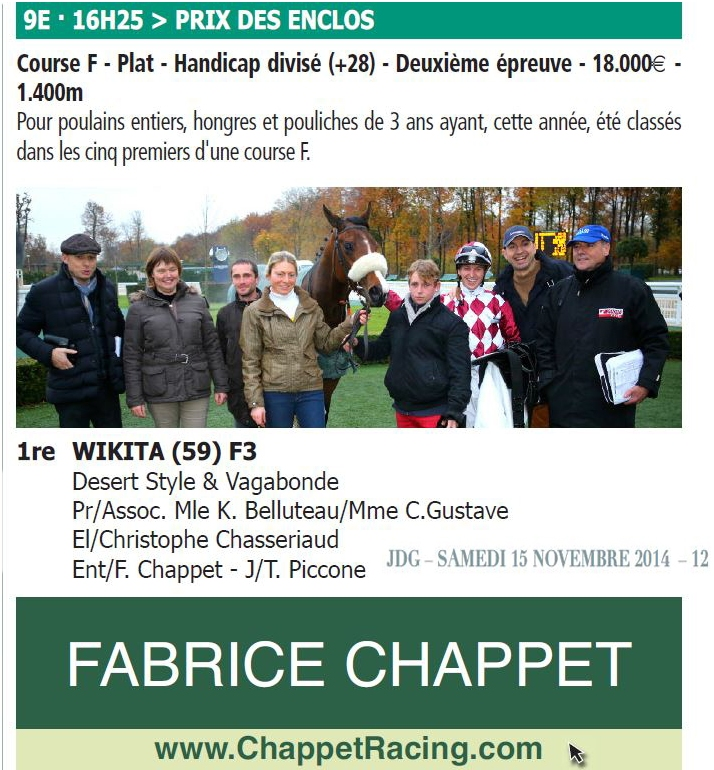 9E · 16H25 > PRIX DES ENCLOS
Course F - Plat - Handicap divisé (+28) - Deuxième épreuve - 18.000€ -
1.400m
Pour poulains entiers, hongres et pouliches de 3 ans ayant, cette année, été classés
dans les cinq premiers d'une course F.
1re WIKITA (59) F3
Desert Style & Vagabonde
Pr/Assoc. Mle K. Belluteau/Mme C.Gustave
El/Christophe Chasseriaud
Ent/F. Chappet - J/T. Piccone
JDG – SAMEDI 15 NOVEMBRE 2014 – 12
FABRICE CHAPPET
www.ChappetRacing.com